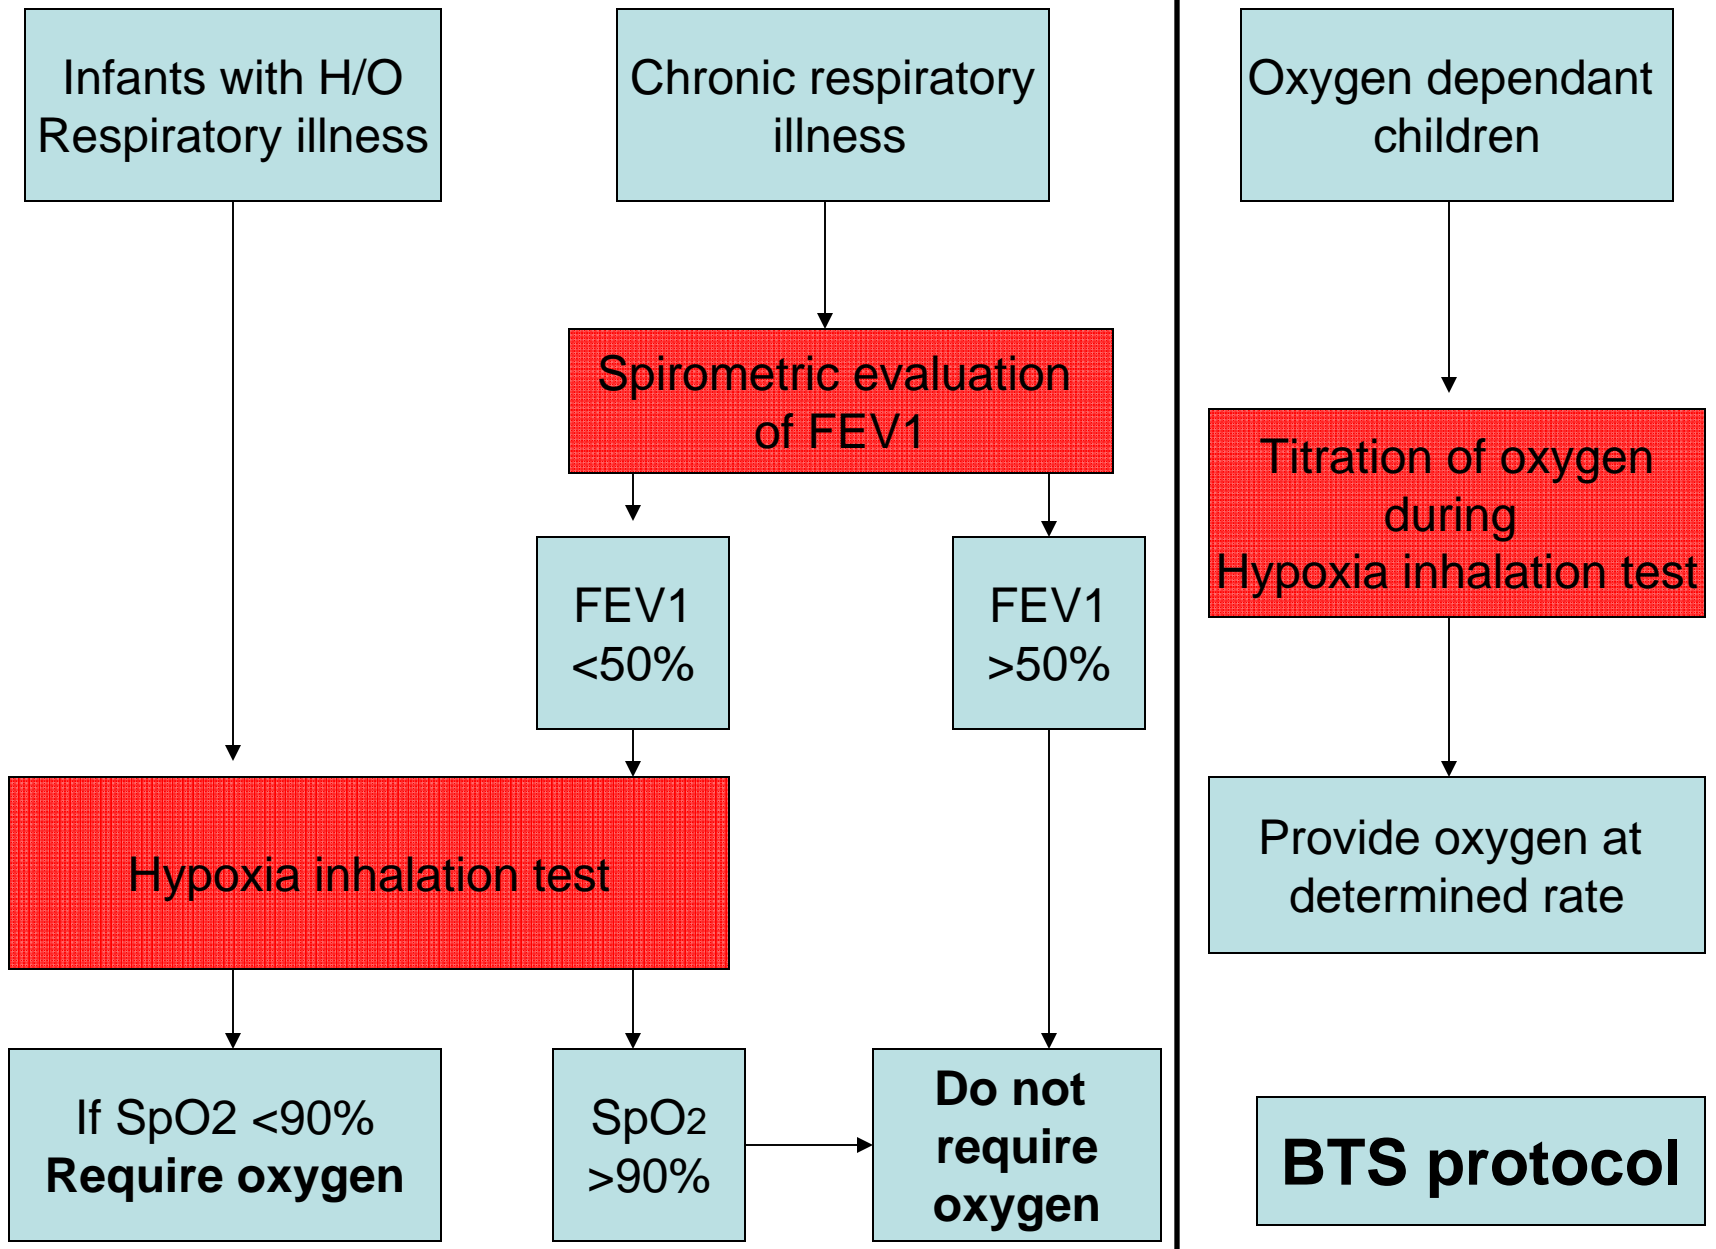 Infants with H/O
Respiratory illness
Chronic respiratory
illness
Oxygen dependant
children
Spirometric evaluation
of FEV1
Titration of oxygen
during
Hypoxia inhalation test
FEV1
<50%
FEV1
>50%
Hypoxia inhalation test
Provide oxygen at
determined rate
If SpO2 <90%
Require oxygen
SpO2
>90%
Do not
require
oxygen
BTS protocol